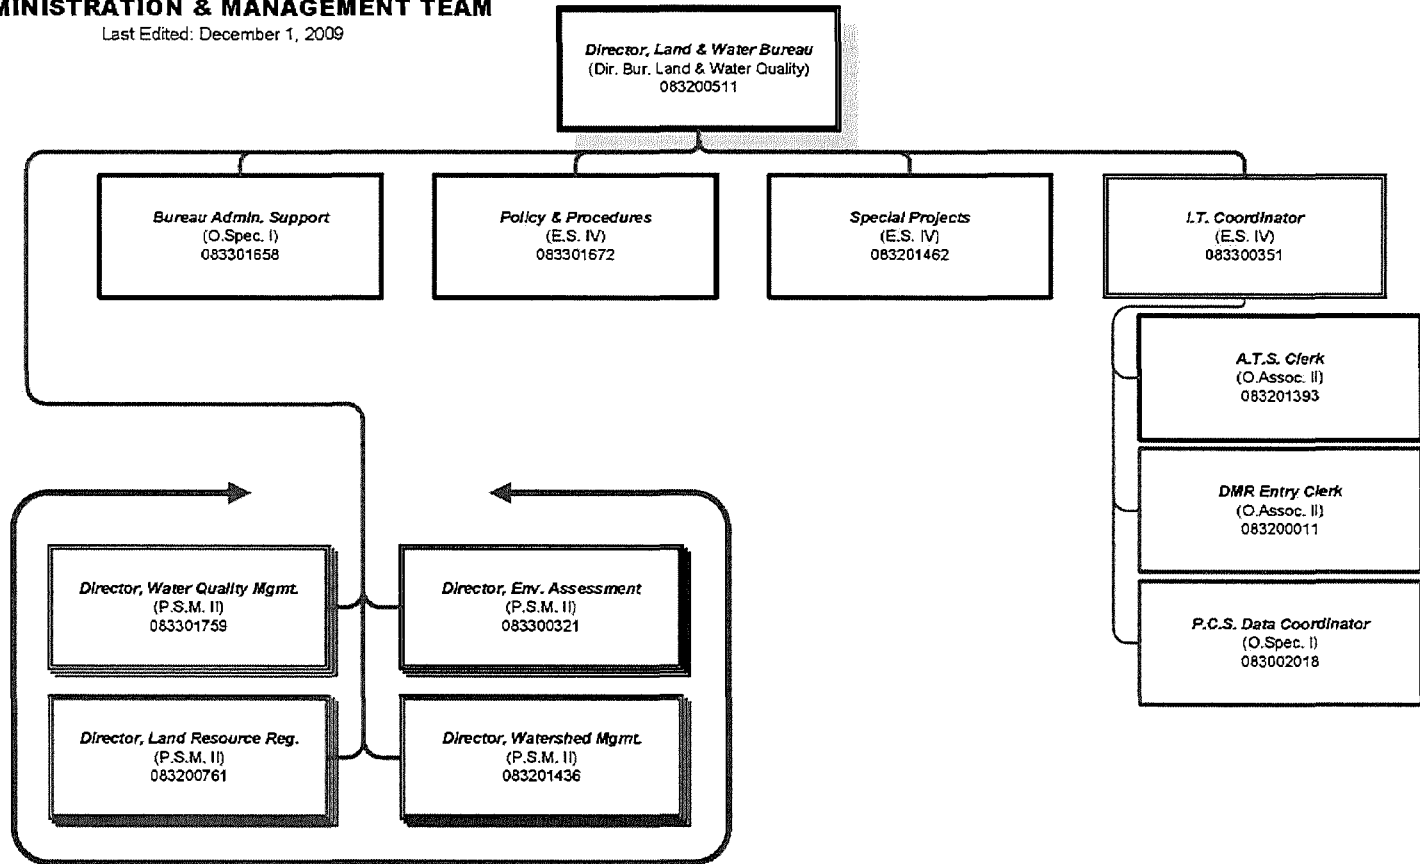 MINISTRATION & MANAGEMENT TEAM
Last Edited: December 1, 2009
Director, Land & Water Bureau
(Dir. Bur. Land & Water Quality)
083200511
Bureau Admin. Support
(O.Spec. I)
083301658
Policy & Procedures
(E.S. IV)
083301672
Special Projects
(E.S. IV)
083201462
I.T. Coordinator
(E.S. IV)
083300351
A.T.S. Clerk
(O.Assoc. II)
083201393
DMR Entry Clerk
(O.Assoc. II)
083200011
P.C.S. Data Coordinator
(O.Spec. I)
083002018
Director, Water Quality Mgmt.
(P.S.M. II)
083301759
Director, Env. Assessment
(P.S.M. II)
083300321
Director, Land Resource Reg.
(P.S.M. II)
083200761
Director, Watershed Mgmt.
(P.S.M. II)
083201436